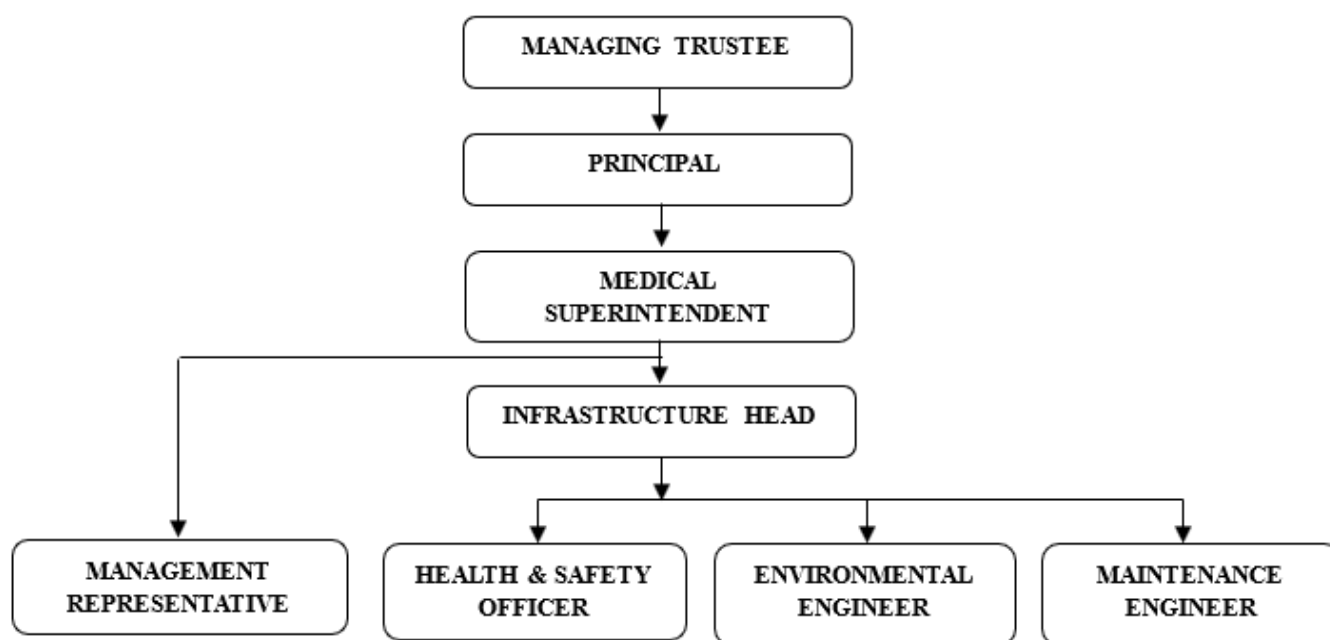 MANAGING TRUSTEE
PRINCIPAL
MEDICAL
SUPERINTENDENT
INFRASTRUCTURE HEAD
MANAGEMENT
REPRESENTATIVE
HEALTH & SAFETY
OFFICER
ENVIRONMENTAL
ENGINEER
MAINTENANCE
ENGINEER